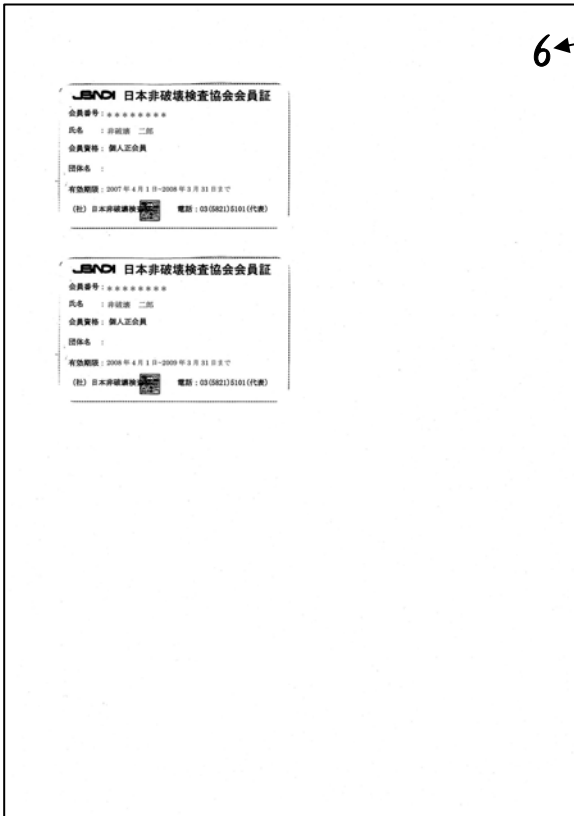 6
JSNDI 日本非破壊検査協会会員証
会員番号：＊＊＊＊＊＊＊＊
氏名　：非破壊　二郎
会員資格：個人正会員
団体名　：
有効期限：2007年4月1日-2008年3月31日まで
（社）日本非破壊検査　電話：03(5821)5101(代表)
JSNDI 日本非破壊検査協会会員証
会員番号：＊＊＊＊＊＊＊＊
氏名　：非破壊　二郎
会員資格：個人正会員
団体名　：
有効期限：2008年4月1日-2009年3月31日まで
（社）日本非破壊検査　電話：03(5821)5101(代表)